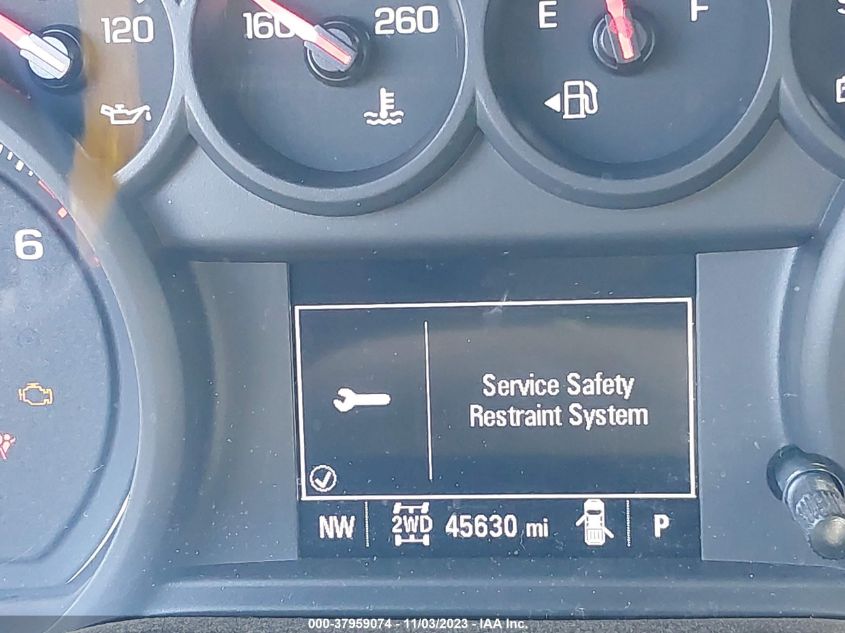 120
160 260
E F
6
Service Safety
Restraint System
NW 2WD 45630 mi P
000-37959074 - 11/03/2023 - IAA Inc.